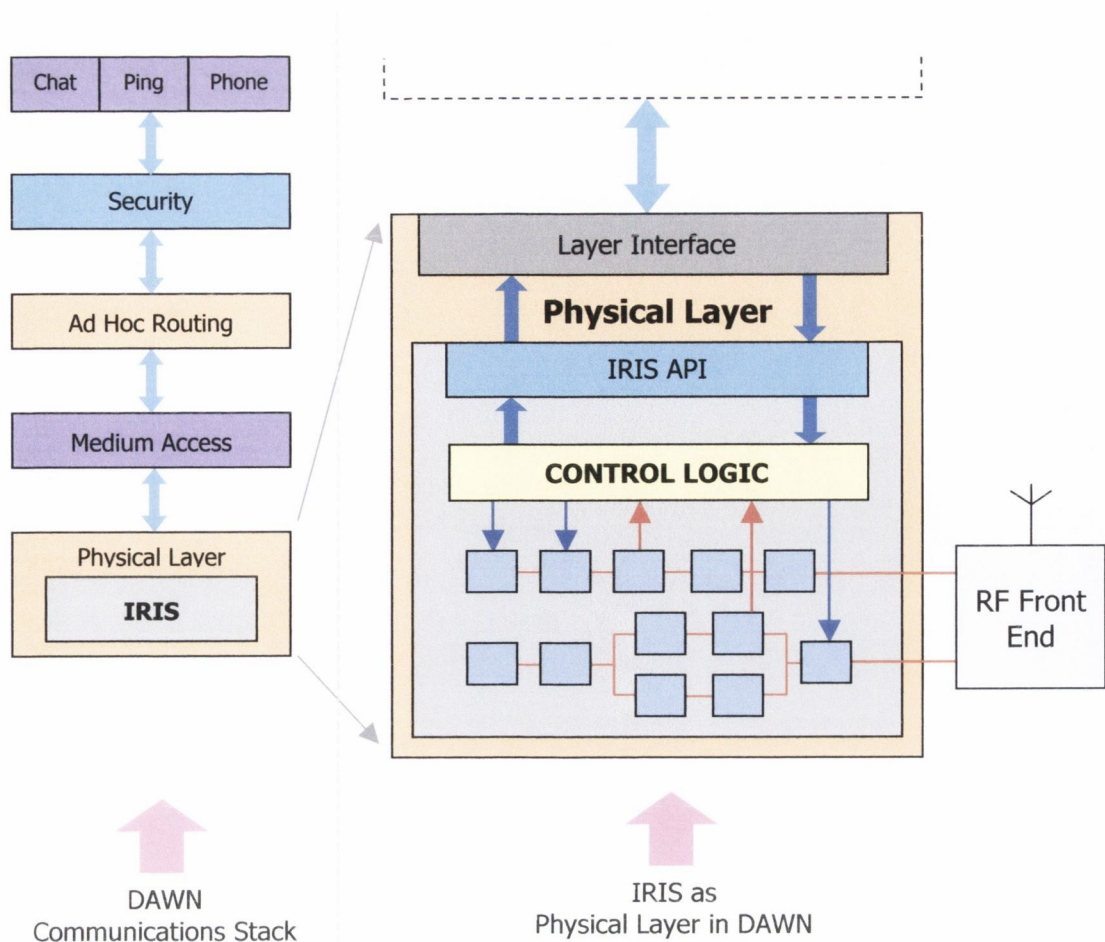 Chat Ping Phone
Security
Ad Hoc Routing
Medium Access
Physical Layer
IRIS
DAWN
Communications Stack
Layer Interface
Physical Layer
IRIS API
CONTROL LOGIC
RF Front
End
IRIS as
Physical Layer in DAWN